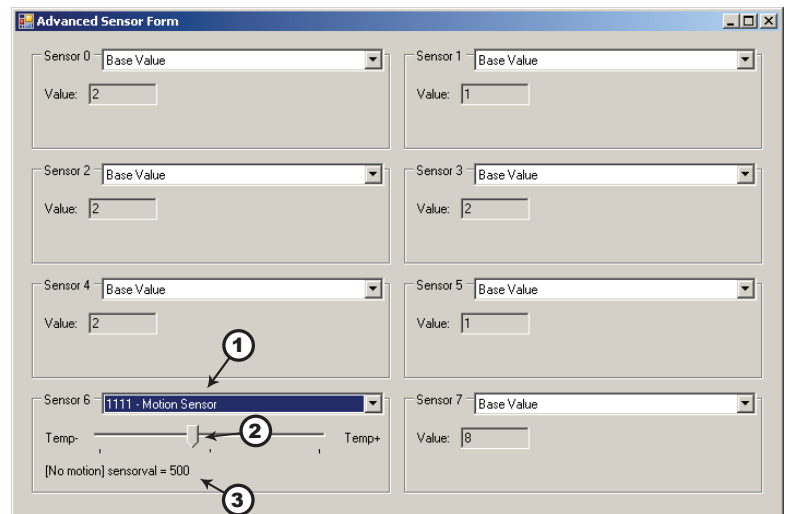 Advanced Sensor Form
Sensor 0 Base Value
Value: 2
Sensor 1 Base Value
Value: 1
Sensor 2 Base Value
Value: 2
Sensor 3 Base Value
Value: 2
Sensor 4 Base Value
Value: 2
Sensor 5 Base Value
Value: 1
1
Sensor 6 1111 - Motion Sensor
Temp- 2 Temp+
[No motion] sensorval = 500
3
Sensor 7 Base Value
Value: 8